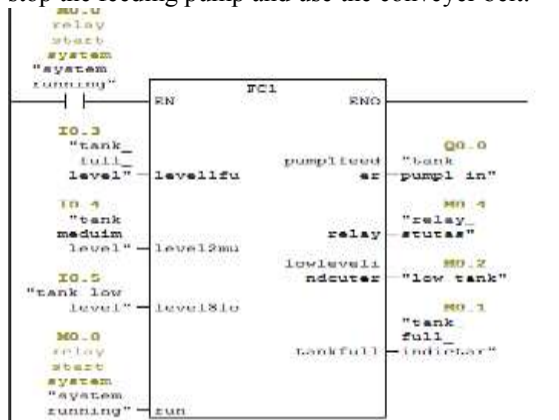 stop the feeding pump and use the conveyer belt.
M0.0
relay
start
system
"system
running"
FC1
EN
ENO
I0.3
"tank_
full_
level"
level1fu
pump1feed
er
Q0.0
"tank
pump1 in"
I0.4
"tank
meduim
level"
level2mu
relay
M0.4
"relay_
stutas"
I0.5
"tank low
level"
level3lo
lowleveli
ndcuter
M0.2
"low tank"
M0.1
"tank
full_
indictar"
tankfull
M0.0
relay
start
system
"system
running"
run